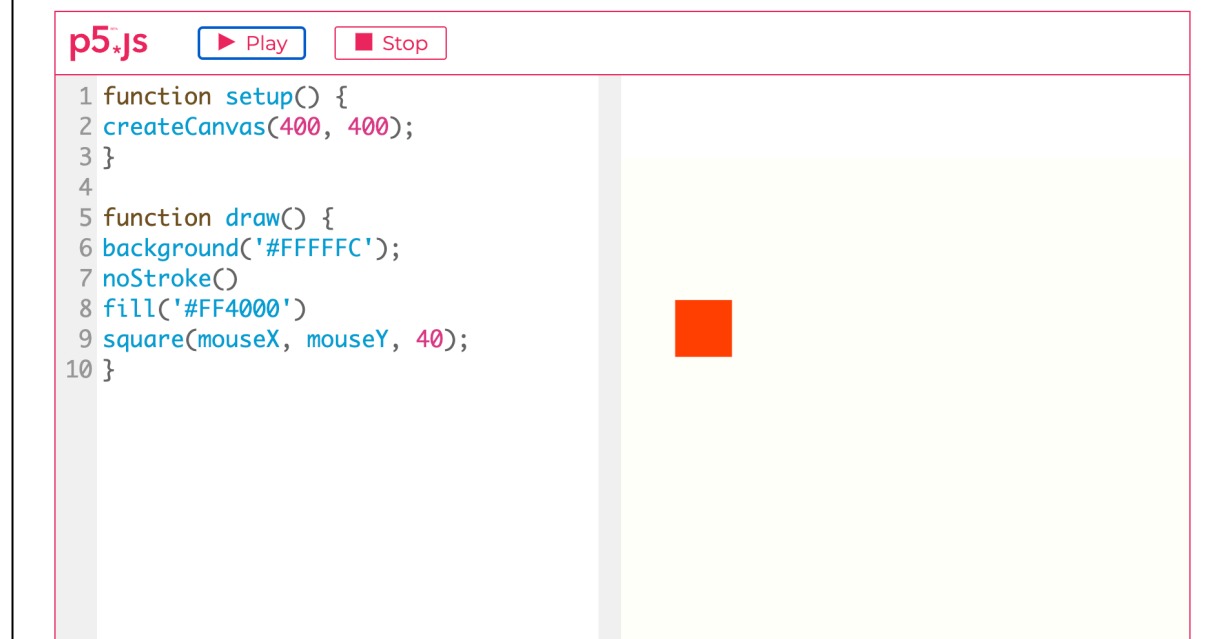 p5*js Play Stop
1 function setup() {
2 createCanvas(400, 400);
3 }
4
5 function draw() {
6 background('#FFFFFC');
7 noStroke()
8 fill('#FF4000')
9 square(mouseX, mouseY, 40);
10 }